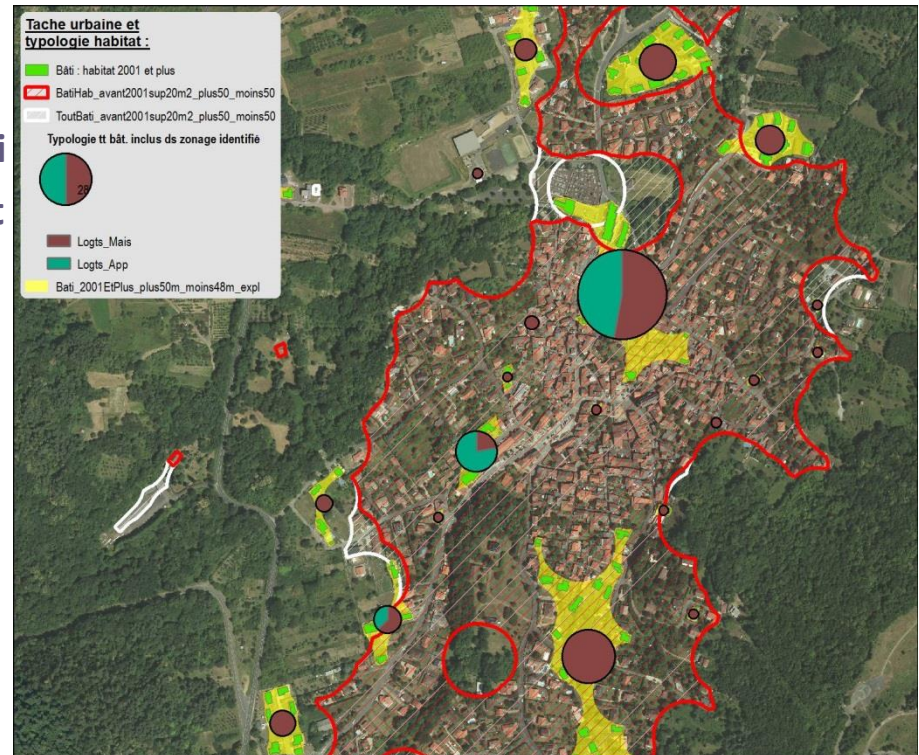 Tache urbaine et
typologie habitat :
Bâti : habitat 2001 et plus
BatiHab_avant2001sup20m2_plus50_moins50
ToutBati_avant2001sup20m2_plus50_moins50
Typologie tt bât. inclus ds zonage identifié
28
Logts_Mais
Logts_App
Bati_2001EtPlus_plus50m_moins48m_expl